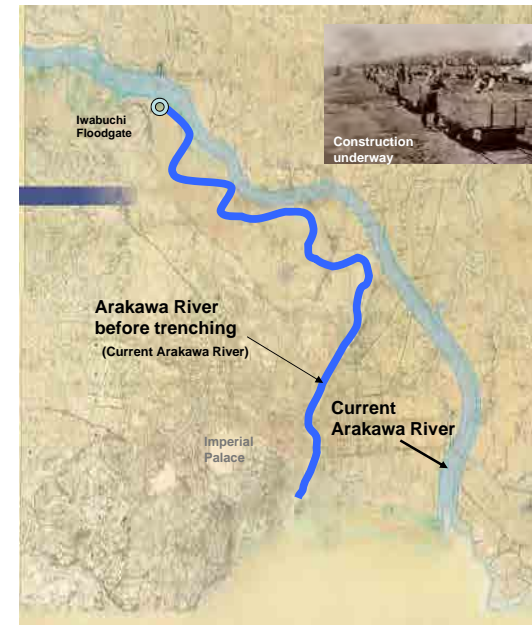 Iwabuchi
Floodgate
Construction
underway
Arakawa River
before trenching
(Current Arakawa River)
Current
Arakawa River
Imperial
Palace